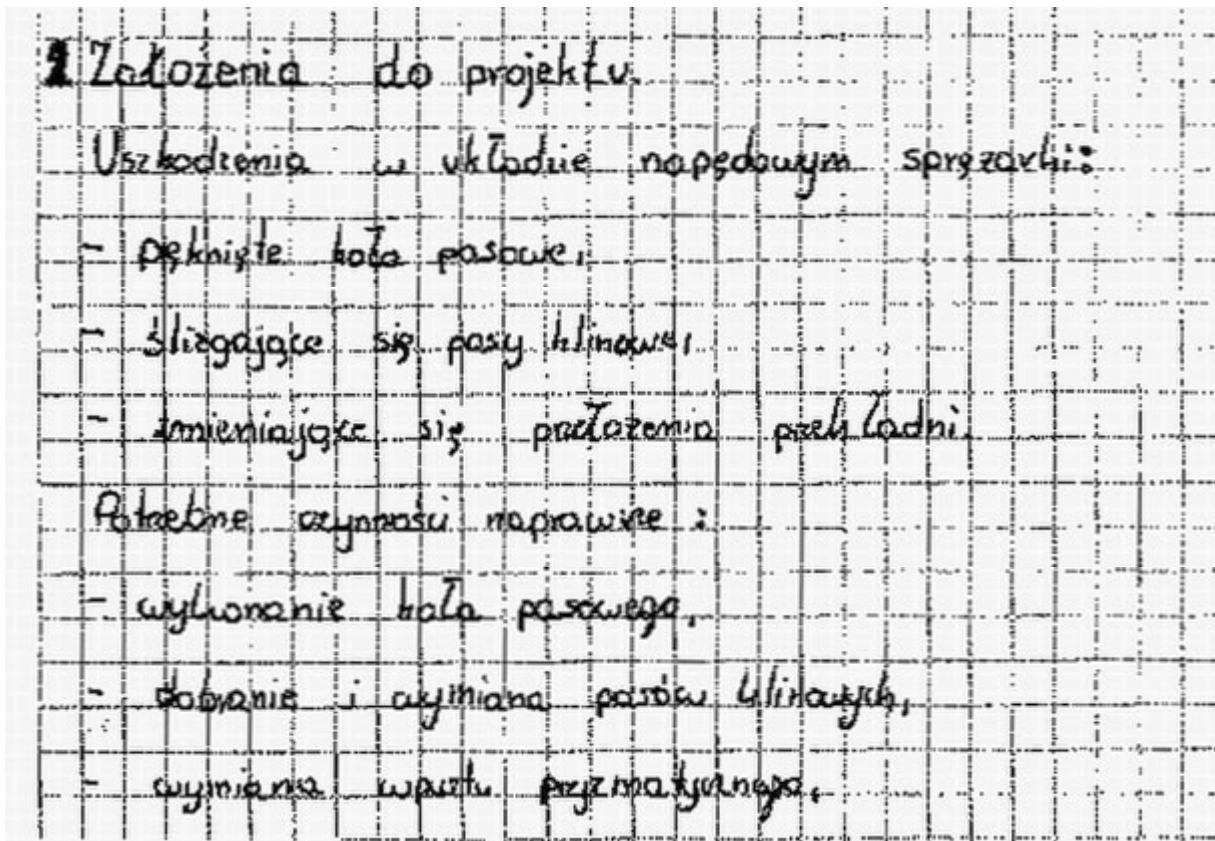 1 Założenia do projektu.
Uszkodzenia w układzie napędowym sprężarki:
- pęknięte koło pasowe,
- ślizgające się pasy klinowe,
- zmieniające się przełożenia przekładni.
Potrzebne czynności naprawcze :
- wykonanie koła pasowego,
- dobranie i wymiana pasów klinowych,
- wymiana wpustu pryzmatycznego,